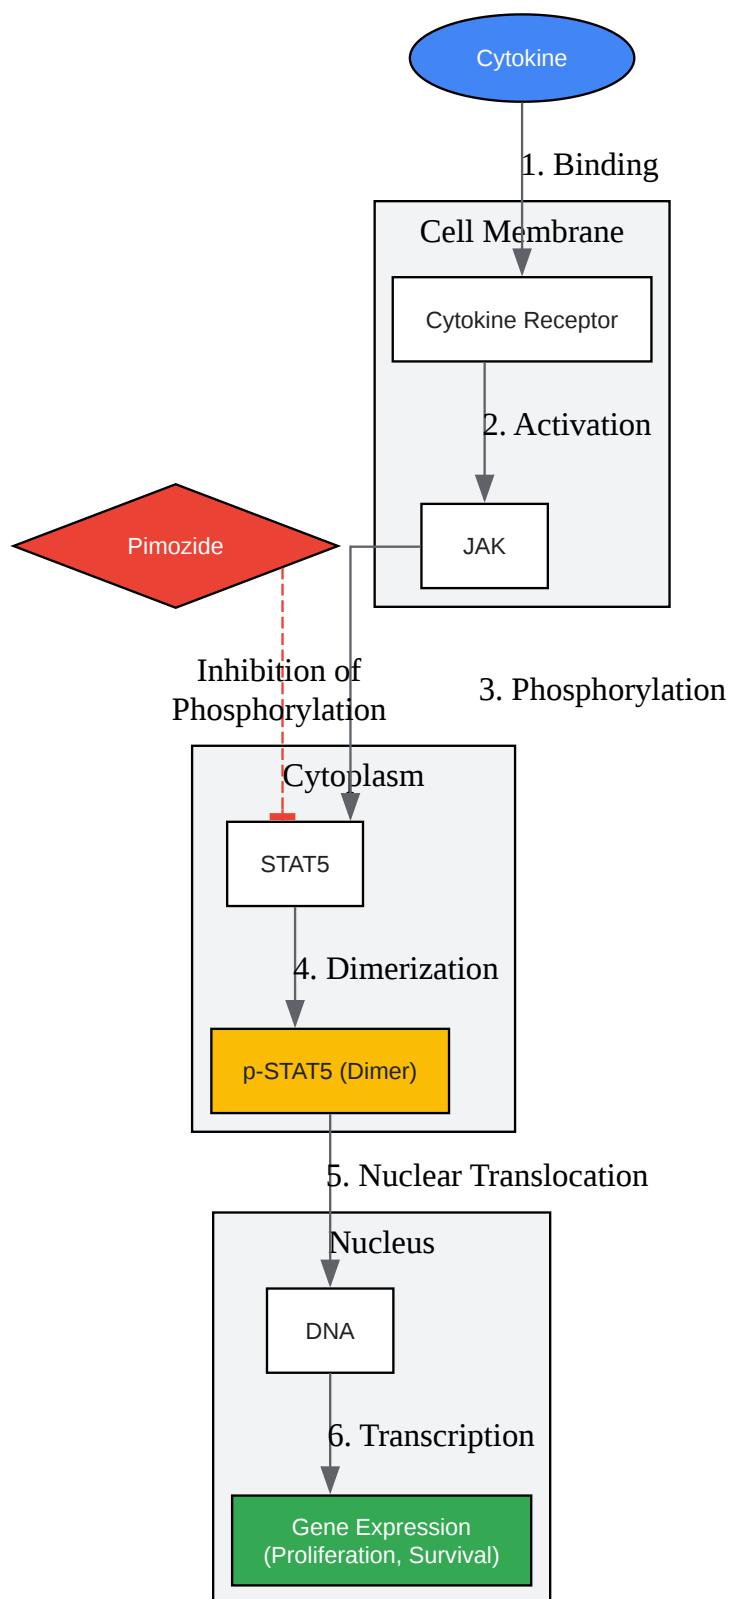 Cytokine
1. Binding
Cell Membrane
Cytokine Receptor
2. Activation
JAK
Pimozide
Inhibition of
Phosphorylation
3. Phosphorylation
Cytoplasm
STAT5
4. Dimerization
p-STAT5 (Dimer)
5. Nuclear Translocation
Nucleus
DNA
6. Transcription
Gene Expression
(Proliferation, Survival)